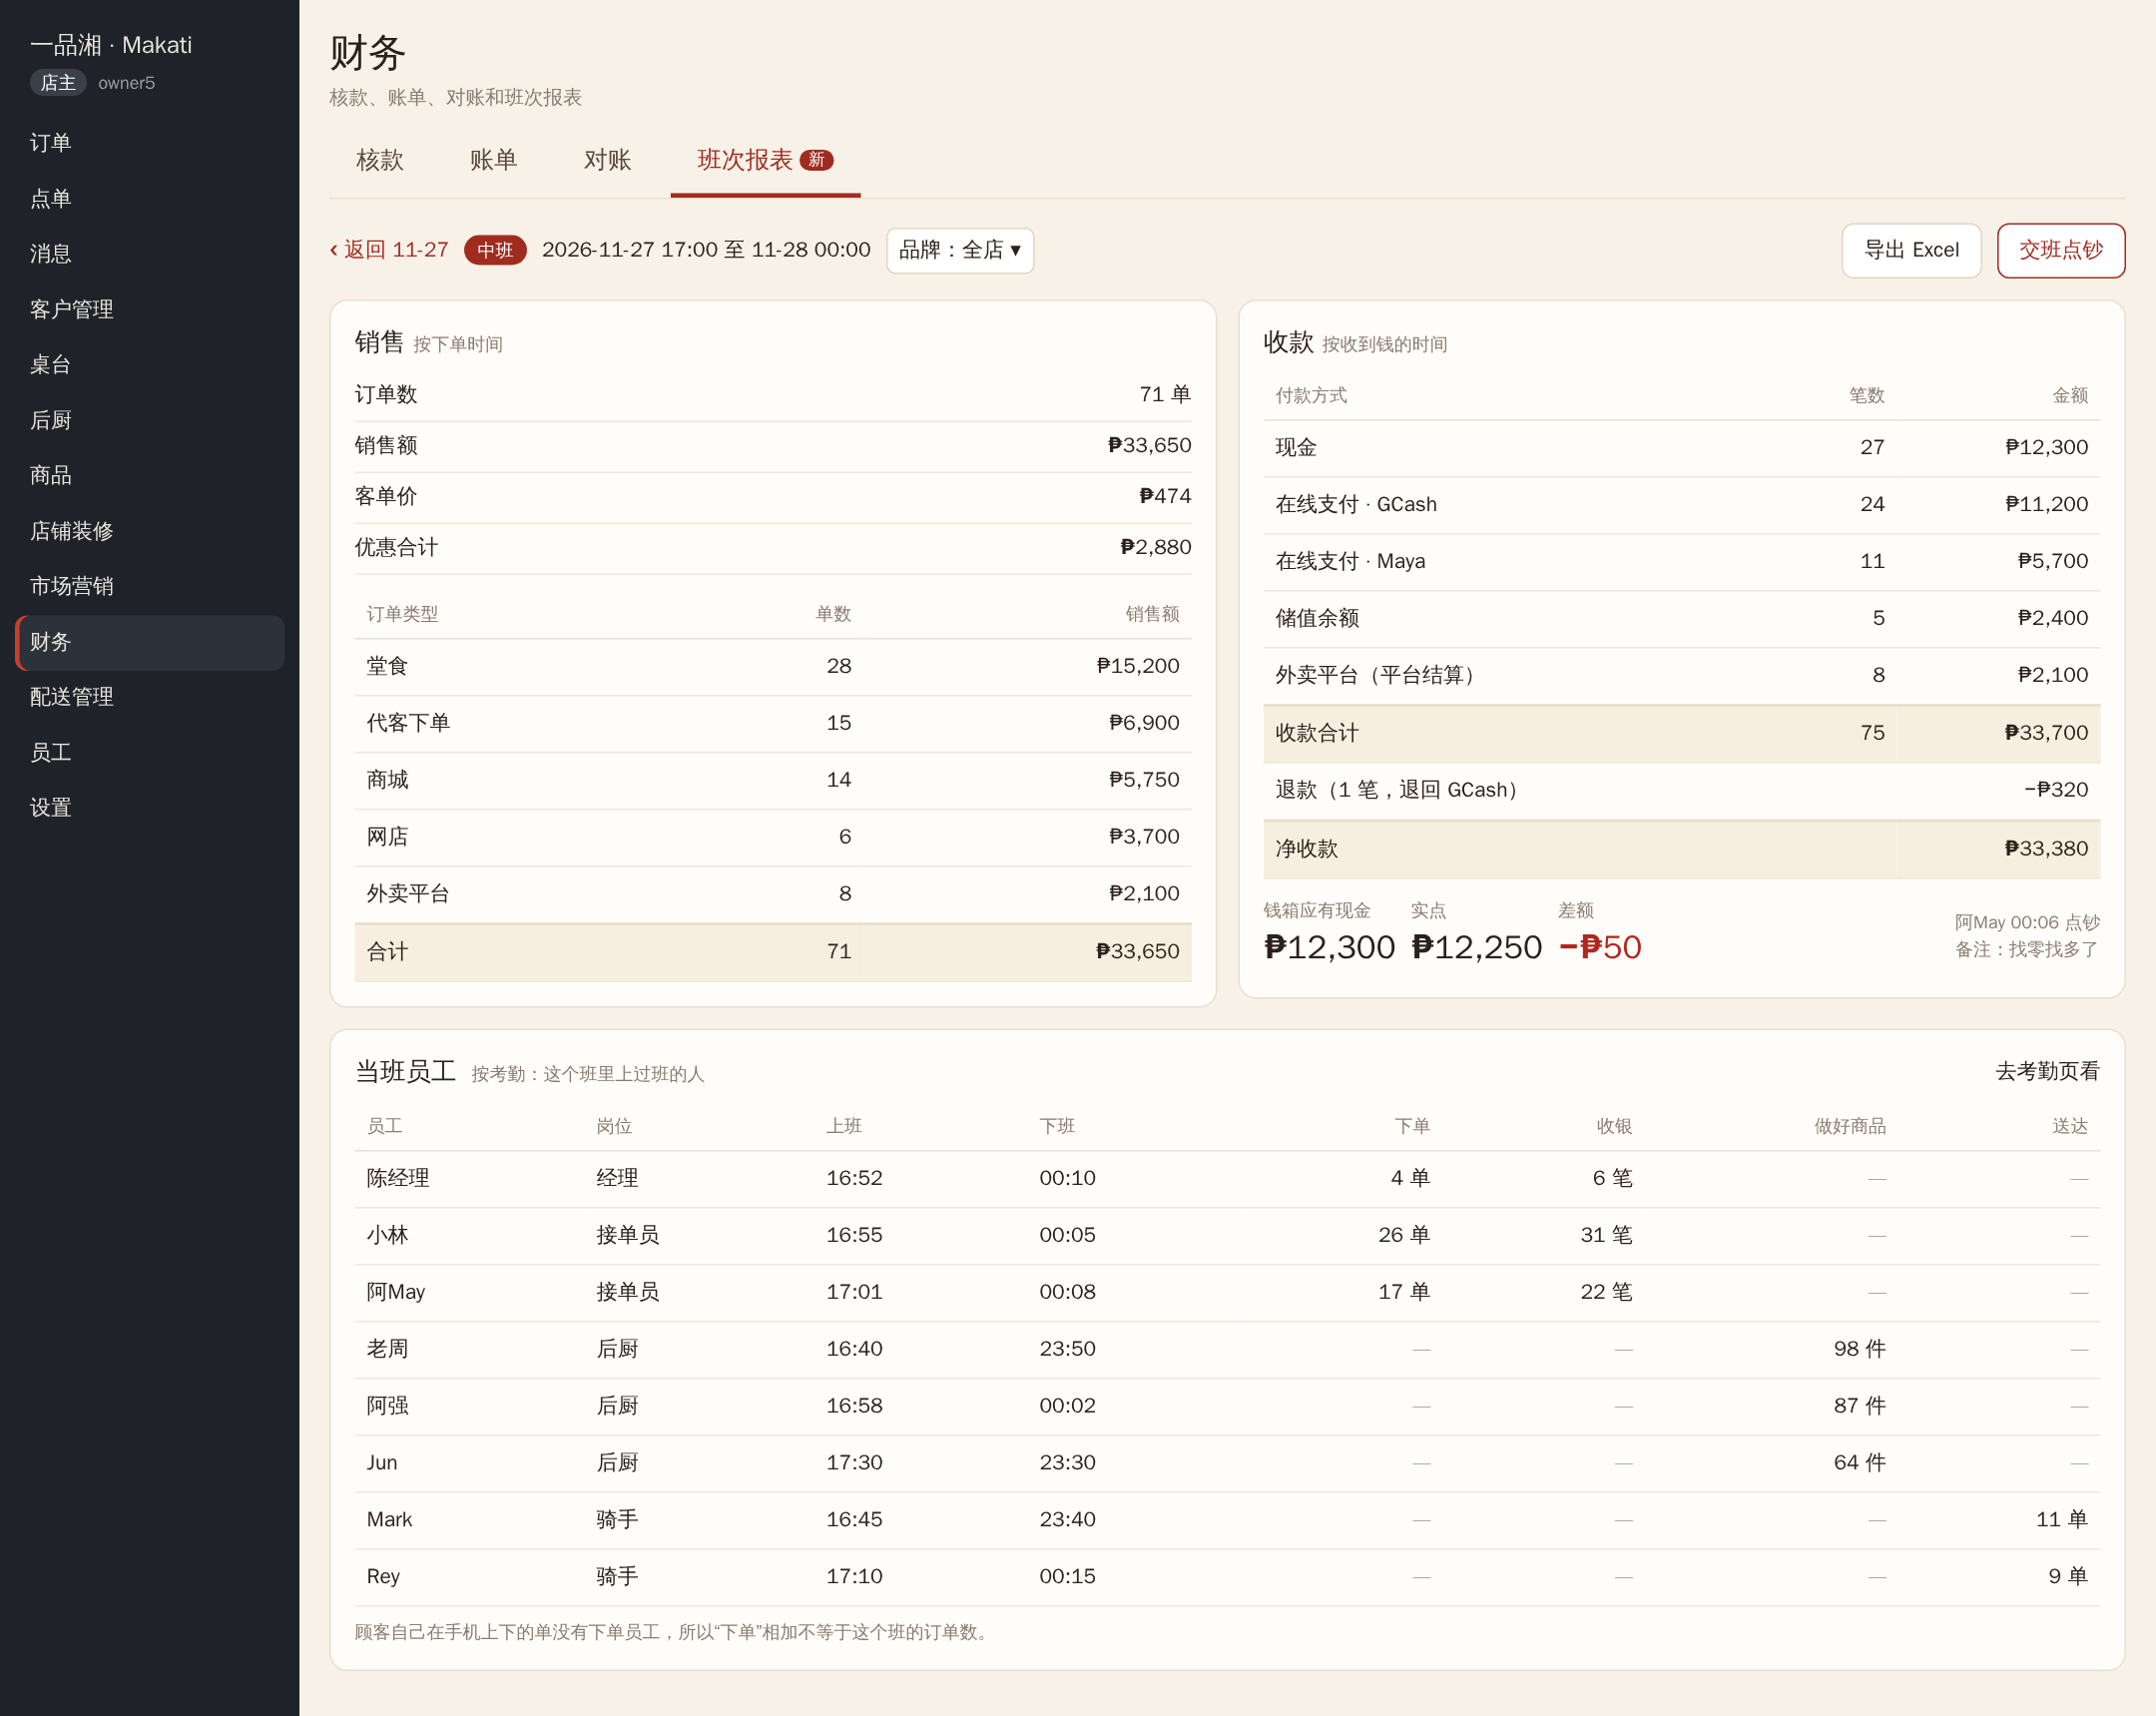 一品湘 · Makati
店主 owner5
订单
点单
消息
客户管理
桌台
后厨
商品
店铺装修
市场营销
财务
配送管理
员工
设置
财务
核款、账单、对账和班次报表
核款 账单 对账 班次报表 新
‹ 返回 11-27 中班 2026-11-27 17:00 至 11-28 00:00 品牌：全店 ▾ 导出 Excel 交班点钞
销售 按下单时间
订单数 71 单
销售额 ₱33,650
客单价 ₱474
优惠合计 ₱2,880
订单类型 单数 销售额
堂食 28 ₱15,200
代客下单 15 ₱6,900
商城 14 ₱5,750
网店 6 ₱3,700
外卖平台 8 ₱2,100
合计 71 ₱33,650
收款 按收到钱的时间
付款方式 笔数 金额
现金 27 ₱12,300
在线支付 · GCash 24 ₱11,200
在线支付 · Maya 11 ₱5,700
储值余额 5 ₱2,400
外卖平台（平台结算） 8 ₱2,100
收款合计 75 ₱33,700
退款（1 笔，退回 GCash） −₱320
净收款 ₱33,380
钱箱应有现金 实点 差额
₱12,300 ₱12,250 −₱50
阿May 00:06 点钞
备注：找零找多了
当班员工 按考勤：这个班里上过班的人 去考勤页看
员工 岗位 上班 下班 下单 收银 做好商品 送达
陈经理 经理 16:52 00:10 4 单 6 笔 — —
小林 接单员 16:55 00:05 26 单 31 笔 — —
阿May 接单员 17:01 00:08 17 单 22 笔 — —
老周 后厨 16:40 23:50 — — 98 件 —
阿强 后厨 16:58 00:02 — — 87 件 —
Jun 后厨 17:30 23:30 — — 64 件 —
Mark 骑手 16:45 23:40 — — — 11 单
Rey 骑手 17:10 00:15 — — — 9 单
顾客自己在手机上下的单没有下单员工，所以“下单”相加不等于这个班的订单数。